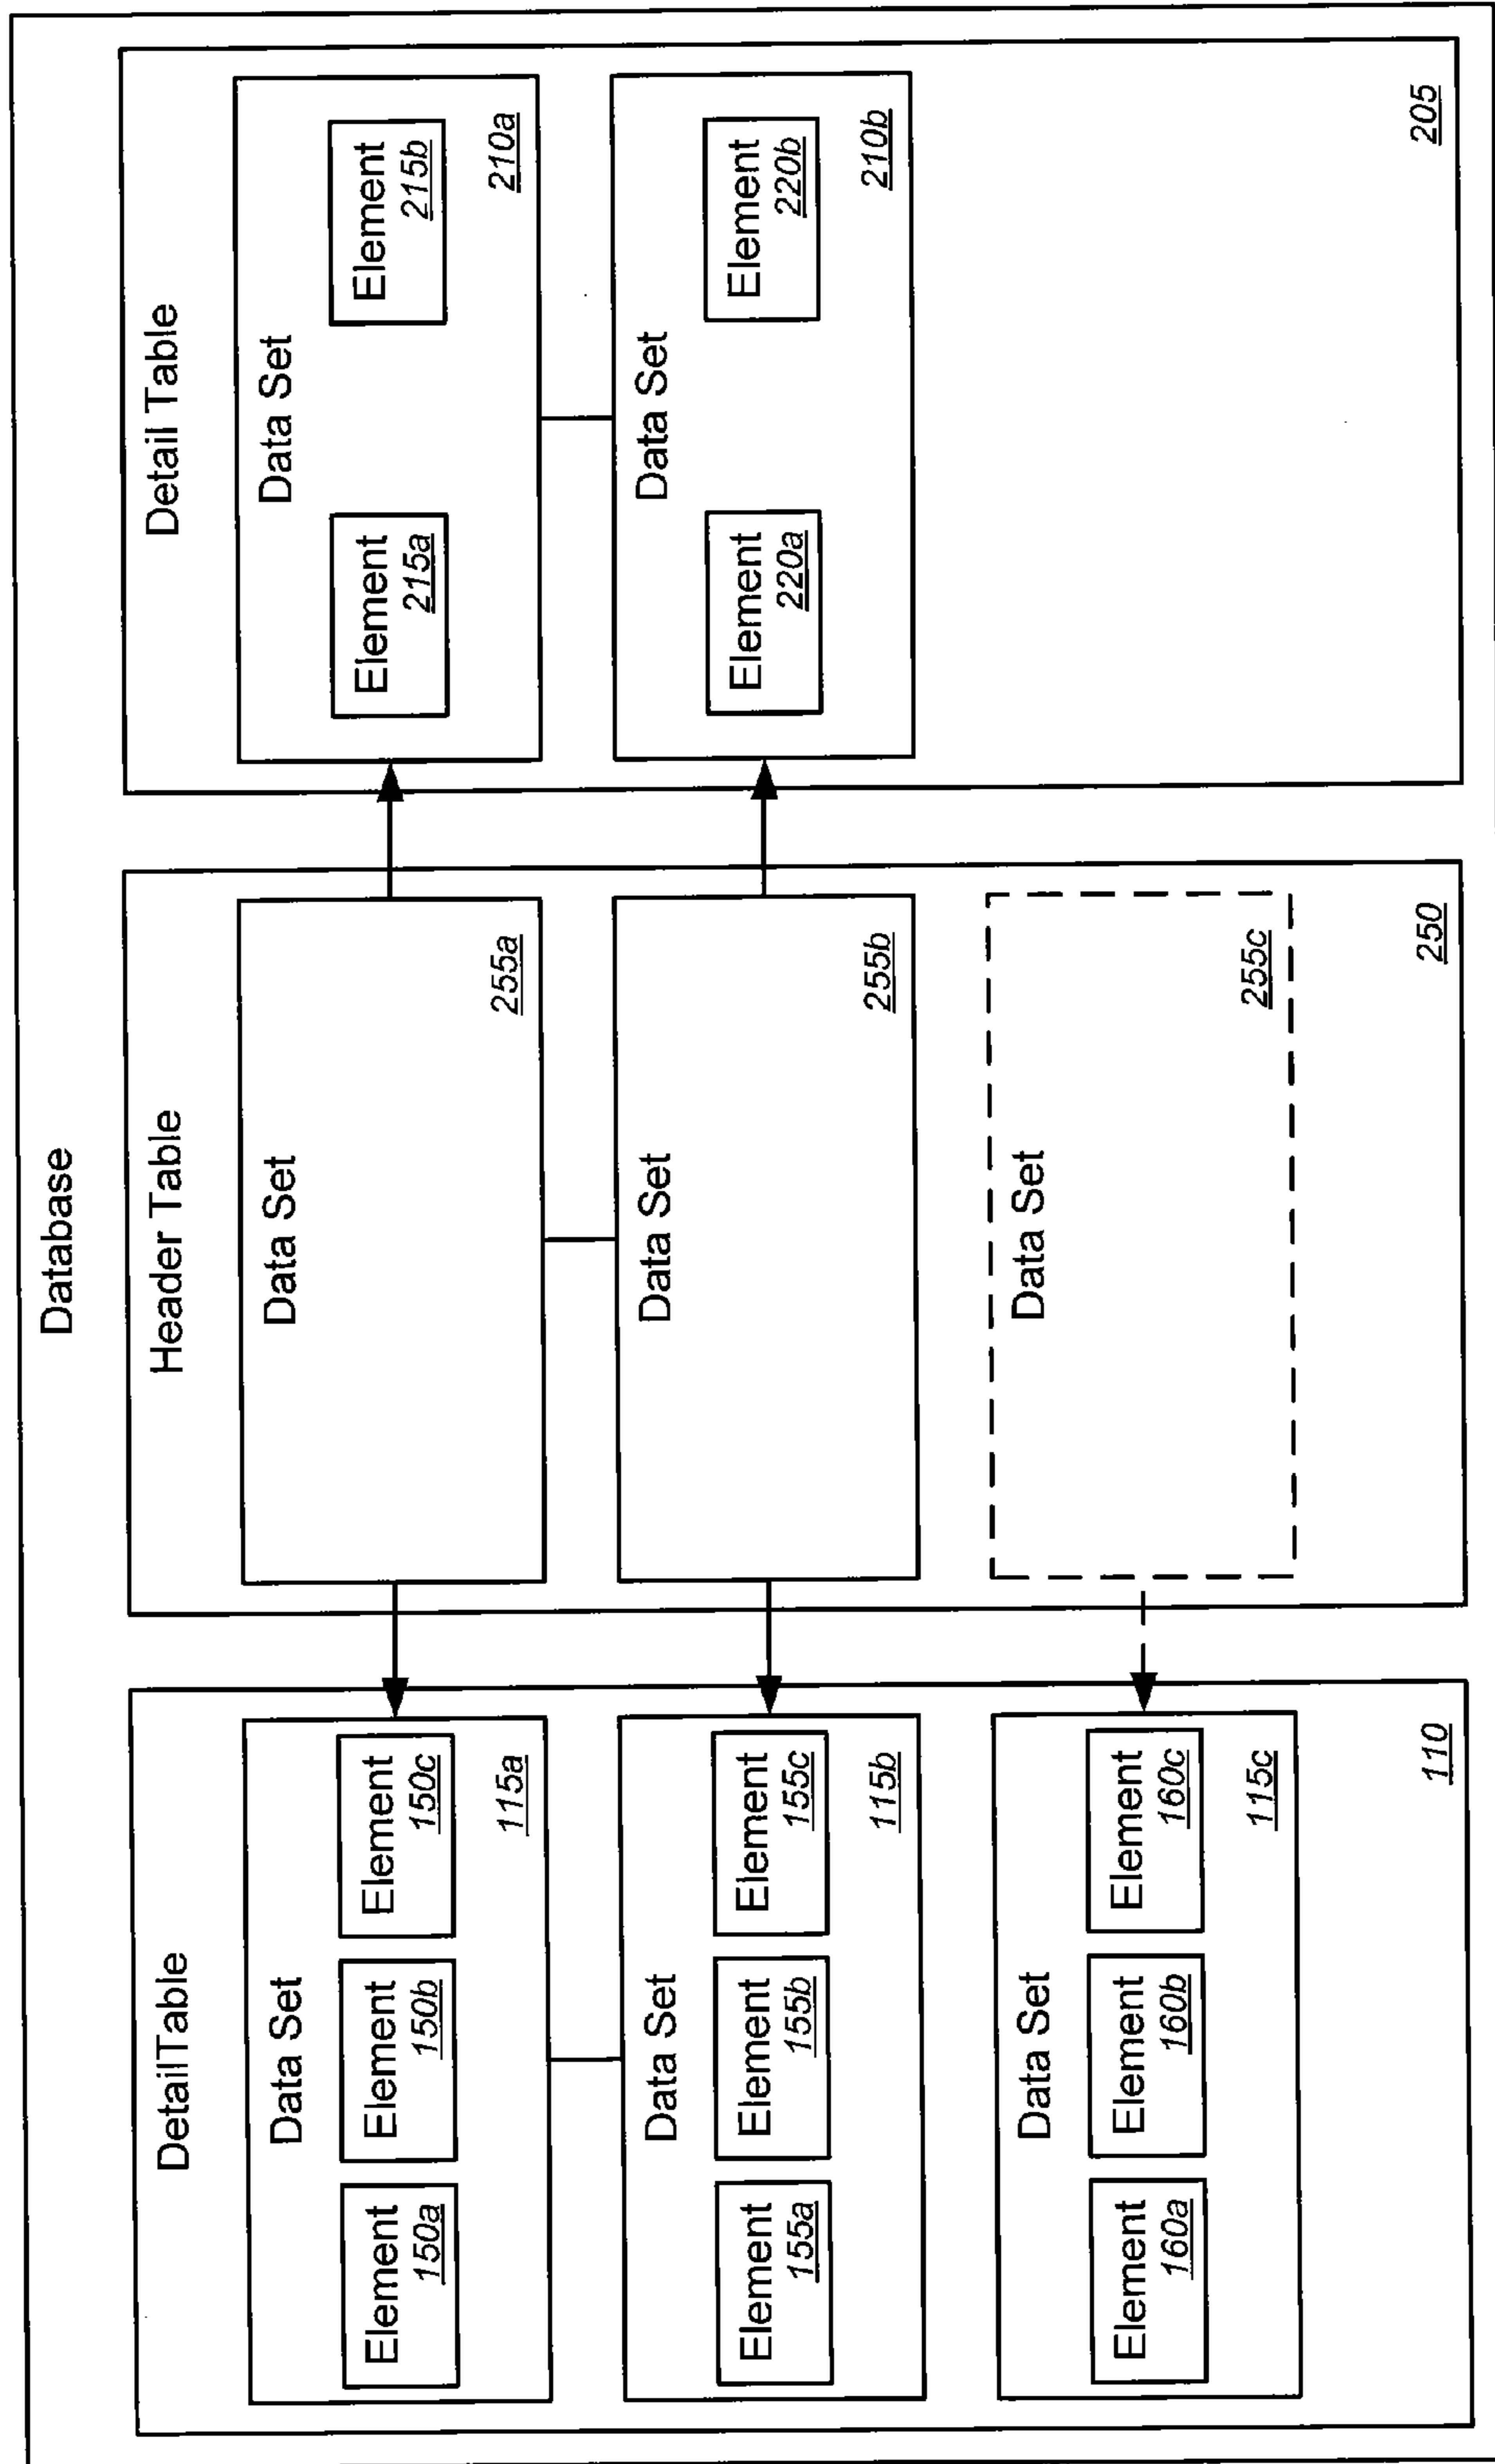 Database
DetailTable
Data Set
Element
150a
Element
150b
Element
150c
115a
Data Set
Element
155a
Element
155b
Element
155c
115b
Data Set
Element
160a
Element
160b
Element
160c
115c
110
Header Table
Data Set
255a
Data Set
255b
Data Set
255c
250
Detail Table
Data Set
Element
215a
Element
215b
210a
Data Set
Element
220a
Element
220b
210b
205